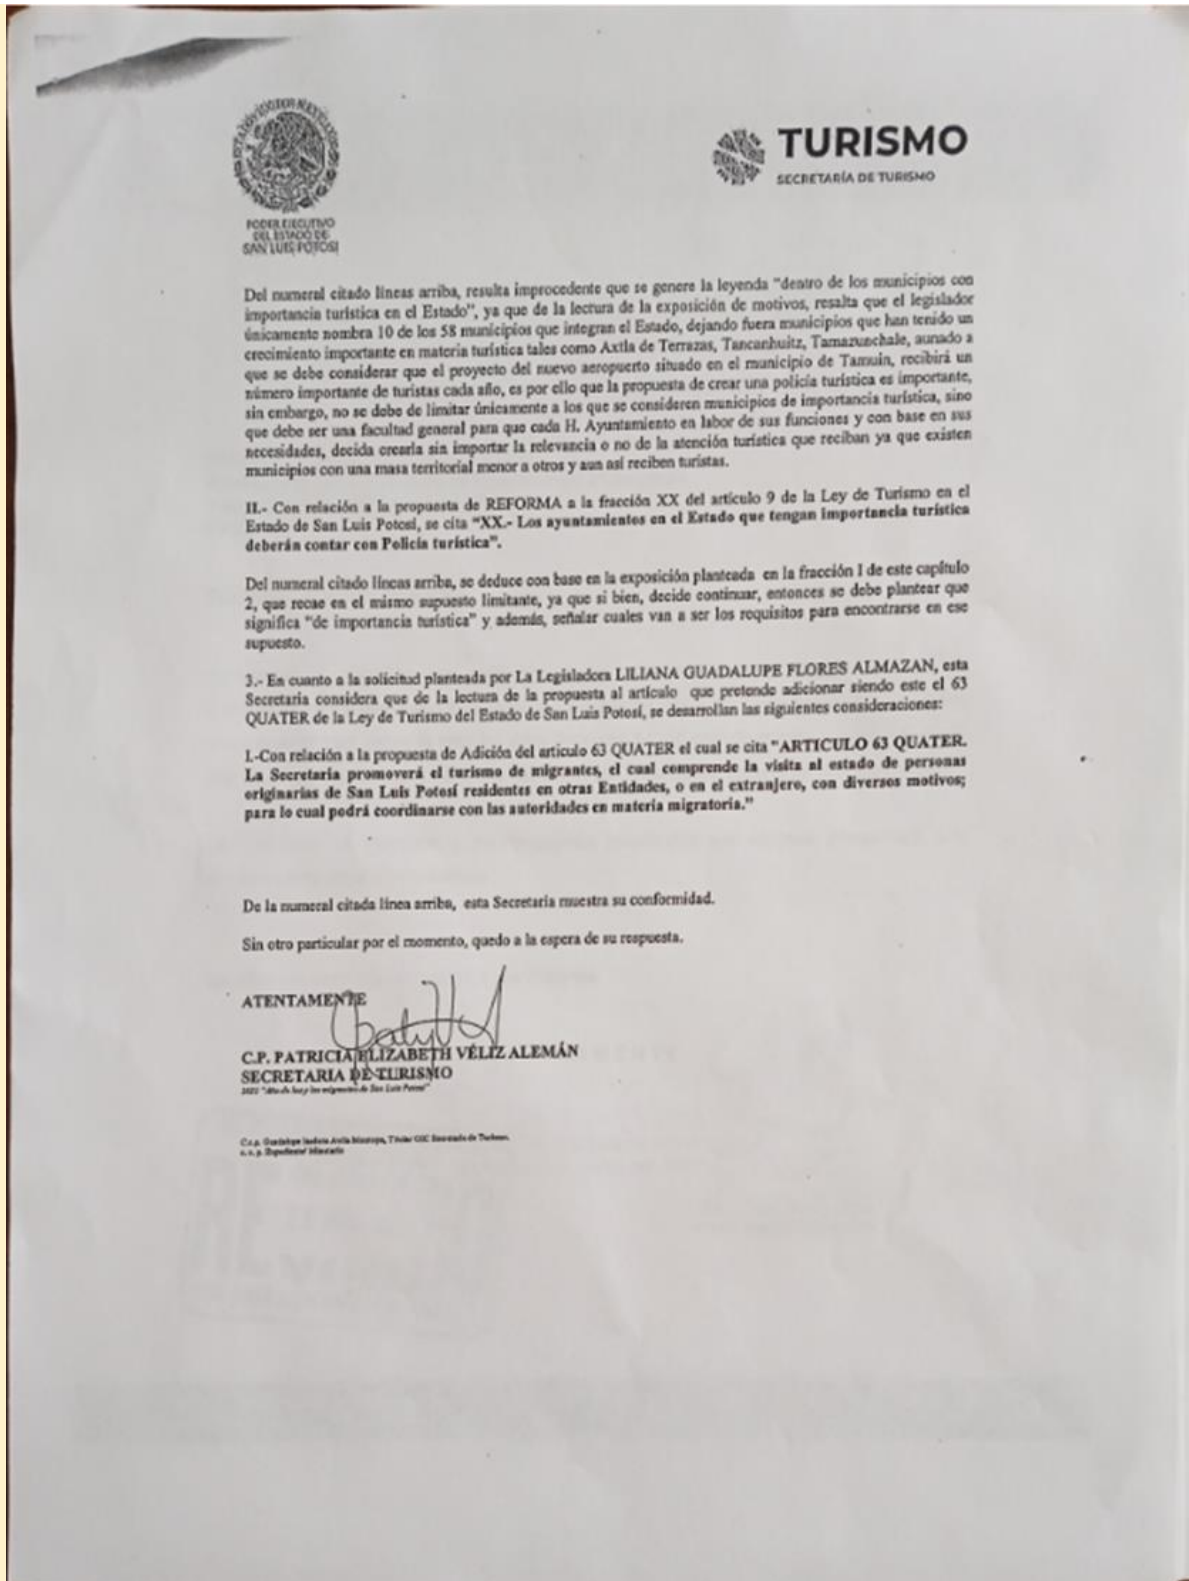 ESTADOS UNIDOS MEXICANOS
PODER EJECUTIVO
DEL ESTADO DE
SAN LUIS POTOSI
TURISMO
SECRETARÍA DE TURISMO
Del numeral citado líneas arriba, resulta improcedente que se genere la leyenda "dentro de los municipios con
importancia turística en el Estado", ya que de la lectura de la exposición de motivos, resalta que el legislador
únicamente nombra 10 de los 58 municipios que integran el Estado, dejando fuera municipios que han tenido un
crecimiento importante en materia turística tales como Axtla de Terrazas, Tancanhuitz, Tamazunchale, aunado a
que se debe considerar que el proyecto del nuevo aeropuerto situado en el municipio de Tamuin, recibirá un
número importante de turistas cada año, es por ello que la propuesta de crear una policía turística es importante,
sin embargo, no se debe de limitar únicamente a los que se consideren municipios de importancia turística, sino
que debe ser una facultad general para que cada H. Ayuntamiento en labor de sus funciones y con base en sus
necesidades, decida crearla sin importar la relevancia o no de la atención turística que reciban ya que existen
municipios con una masa territorial menor a otros y aun así reciben turistas.
II.- Con relación a la propuesta de REFORMA a la fracción XX del artículo 9 de la Ley de Turismo en el
Estado de San Luis Potosí, se cita "XX.- Los ayuntamientos en el Estado que tengan importancia turística
deberán contar con Policía turística".
Del numeral citado líneas arriba, se deduce con base en la exposición planteada en la fracción I de este capítulo
2, que recae en el mismo supuesto limitante, ya que si bien, decide continuar, entonces se debe plantear que
significa "de importancia turística" y además, señalar cuales van a ser los requisitos para encontrarse en ese
supuesto.
3.- En cuanto a la solicitud planteada por La Legisladora LILIANA GUADALUPE FLORES ALMAZAN, esta
Secretaria considera que de la lectura de la propuesta al artículo que pretende adicionar siendo este el 63
QUATER de la Ley de Turismo del Estado de San Luis Potosí, se desarrollan las siguientes consideraciones:
I.-Con relación a la propuesta de Adición del articulo 63 QUATER el cual se cita "ARTICULO 63 QUATER.
La Secretaria promoverá el turismo de migrantes, el cual comprende la visita al estado de personas
originarias de San Luis Potosí residentes en otras Entidades, o en el extranjero, con diversos motivos;
para lo cual podrá coordinarse con las autoridades en materia migratoria."
De la numeral citada línea arriba, esta Secretaria muestra su conformidad.
Sin otro particular por el momento, quedo a la espera de su respuesta.
ATENTAMENTE
C.P. PATRICIA ELIZABETH VÉLIZ ALEMÁN
SECRETARIA DE TURISMO
San Luis Potosí"
C.c.p. Titular Secretaría de Turismo.
c.c.p.